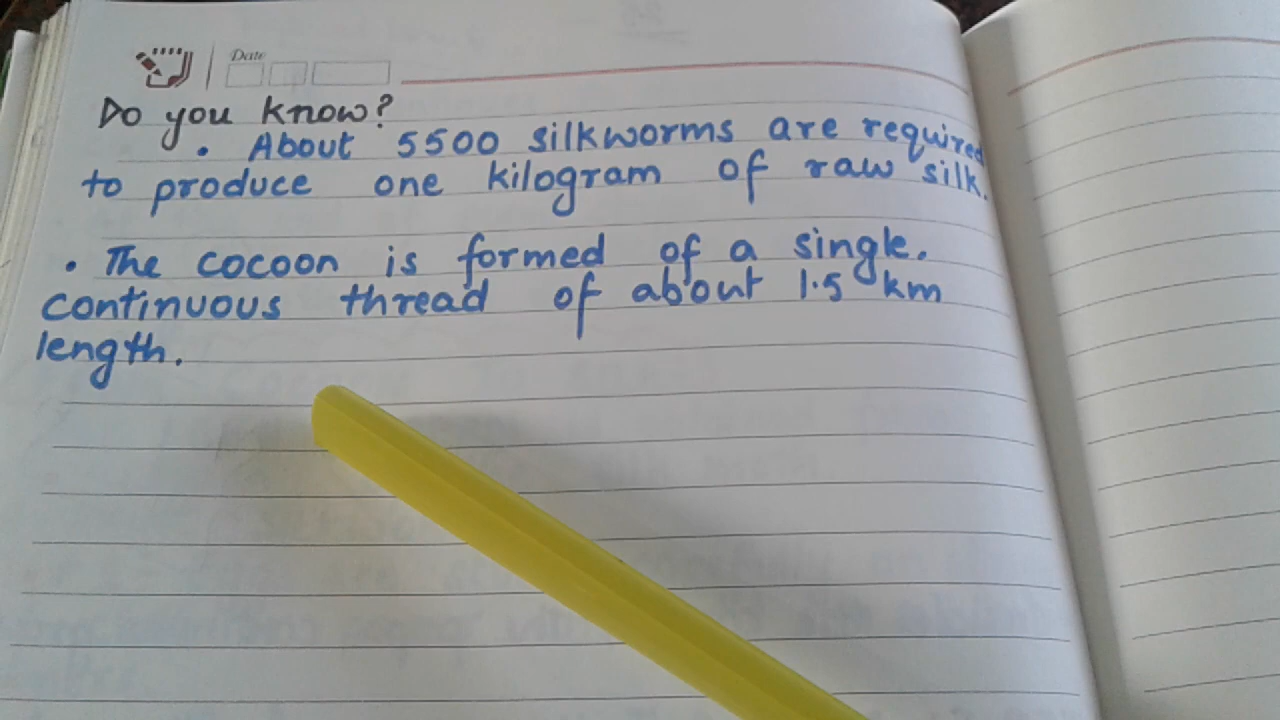 Date
Do you know?
• About 5500 silkworms are required
to produce one kilogram of raw silk.
• The cocoon is formed of a single.
continuous thread of about 1.5 km
length.